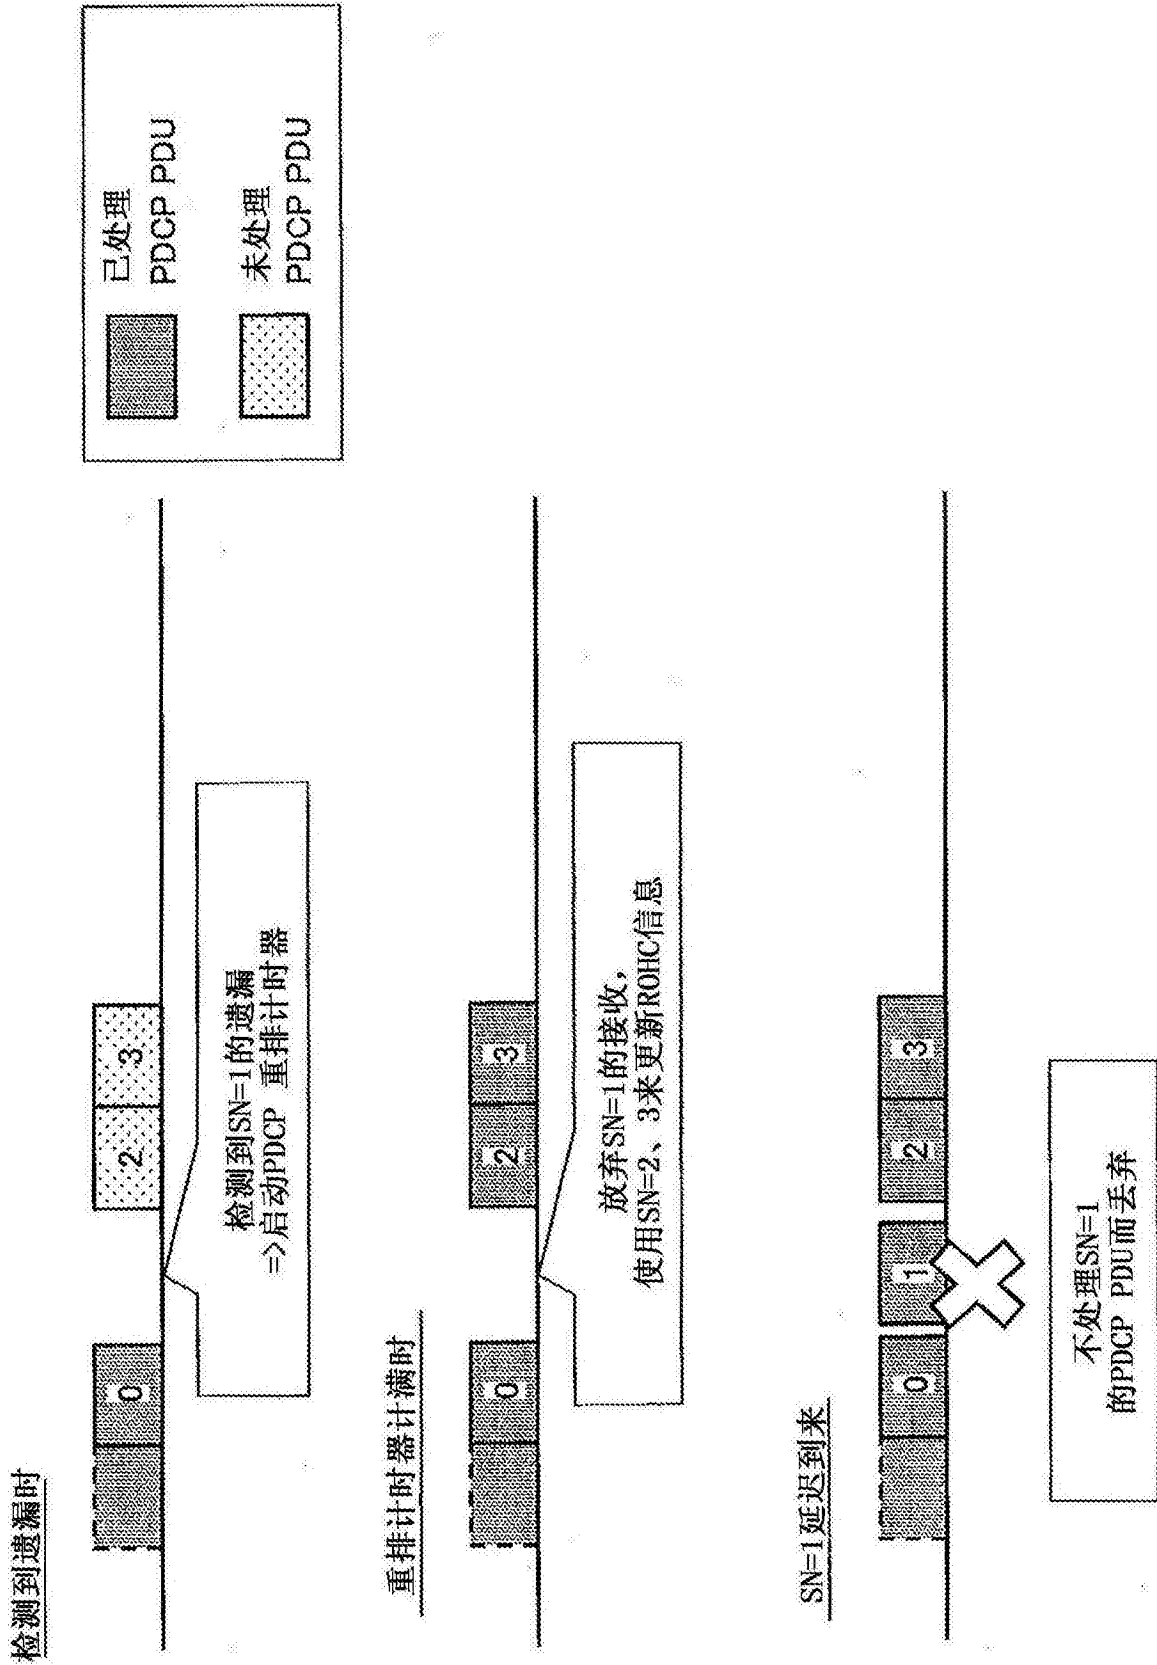 检测到遗漏时
0
2
3
检测到SN=1的遗漏
=>启动PDCP 重排计时器
已处理
PDCP PDU
未处理
PDCP PDU
重排计时器计满时
0
2
3
放弃SN=1的接收，
使用SN=2、3来更新ROHC信息
SN=1延迟到来
0
1
2
3
不处理SN=1
的PDCP PDU而丢弃